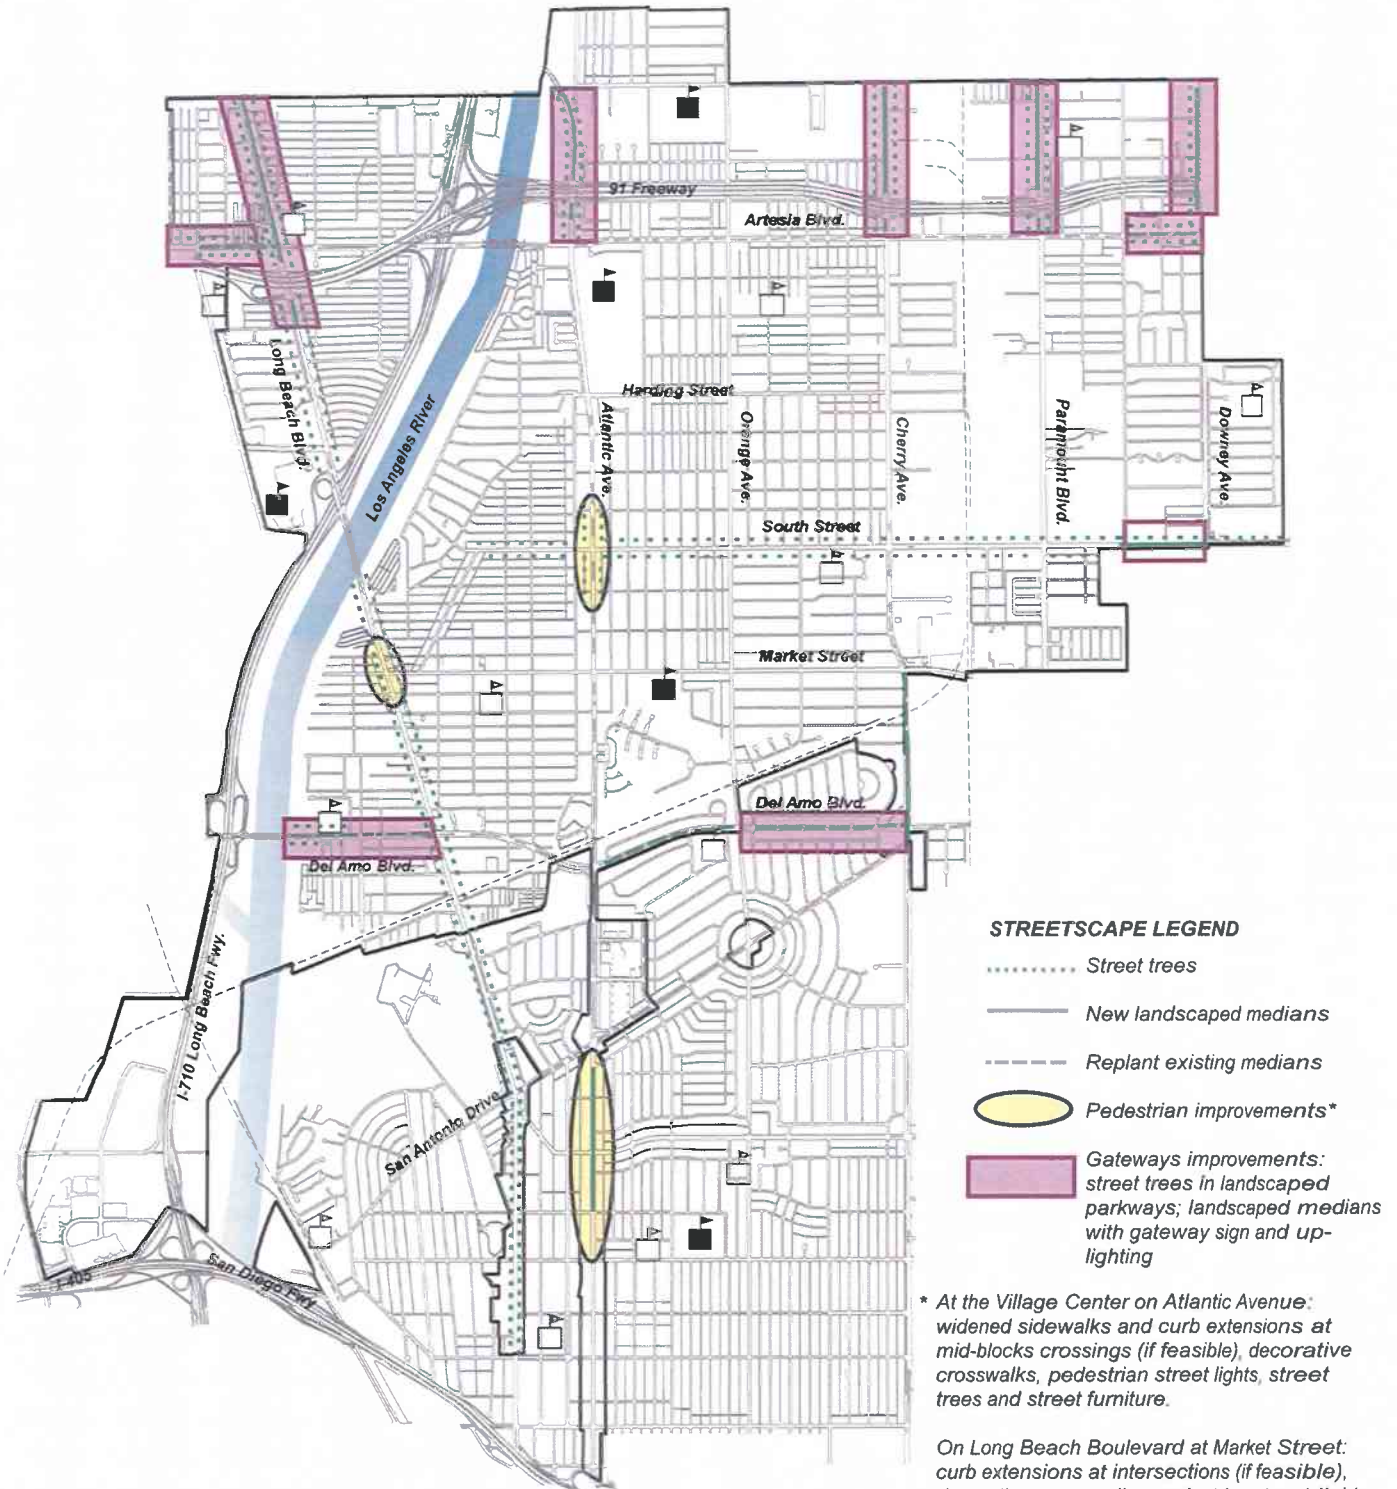 91 Freeway
Artesia Blvd.
Long Beach Blvd.
Los Angeles River
Harding Street
Atlantic Ave.
Orange Ave.
Cherry Ave.
Paramount Blvd.
Downey Ave.
South Street
Market Street
Del Amo Blvd.
Del Amo Blvd.
I-710 Long Beach Fwy.
San Antonio Drive
I-405
San Diego Fwy
STREETSCAPE LEGEND
Street trees
New landscaped medians
Replant existing medians
Pedestrian improvements*
Gateways improvements:
street trees in landscaped
parkways; landscaped medians
with gateway sign and up-
lighting
* At the Village Center on Atlantic Avenue:
widened sidewalks and curb extensions at
mid-blocks crossings (if feasible), decorative
crosswalks, pedestrian street lights, street
trees and street furniture.
On Long Beach Boulevard at Market Street:
curb extensions at intersections (if feasible),